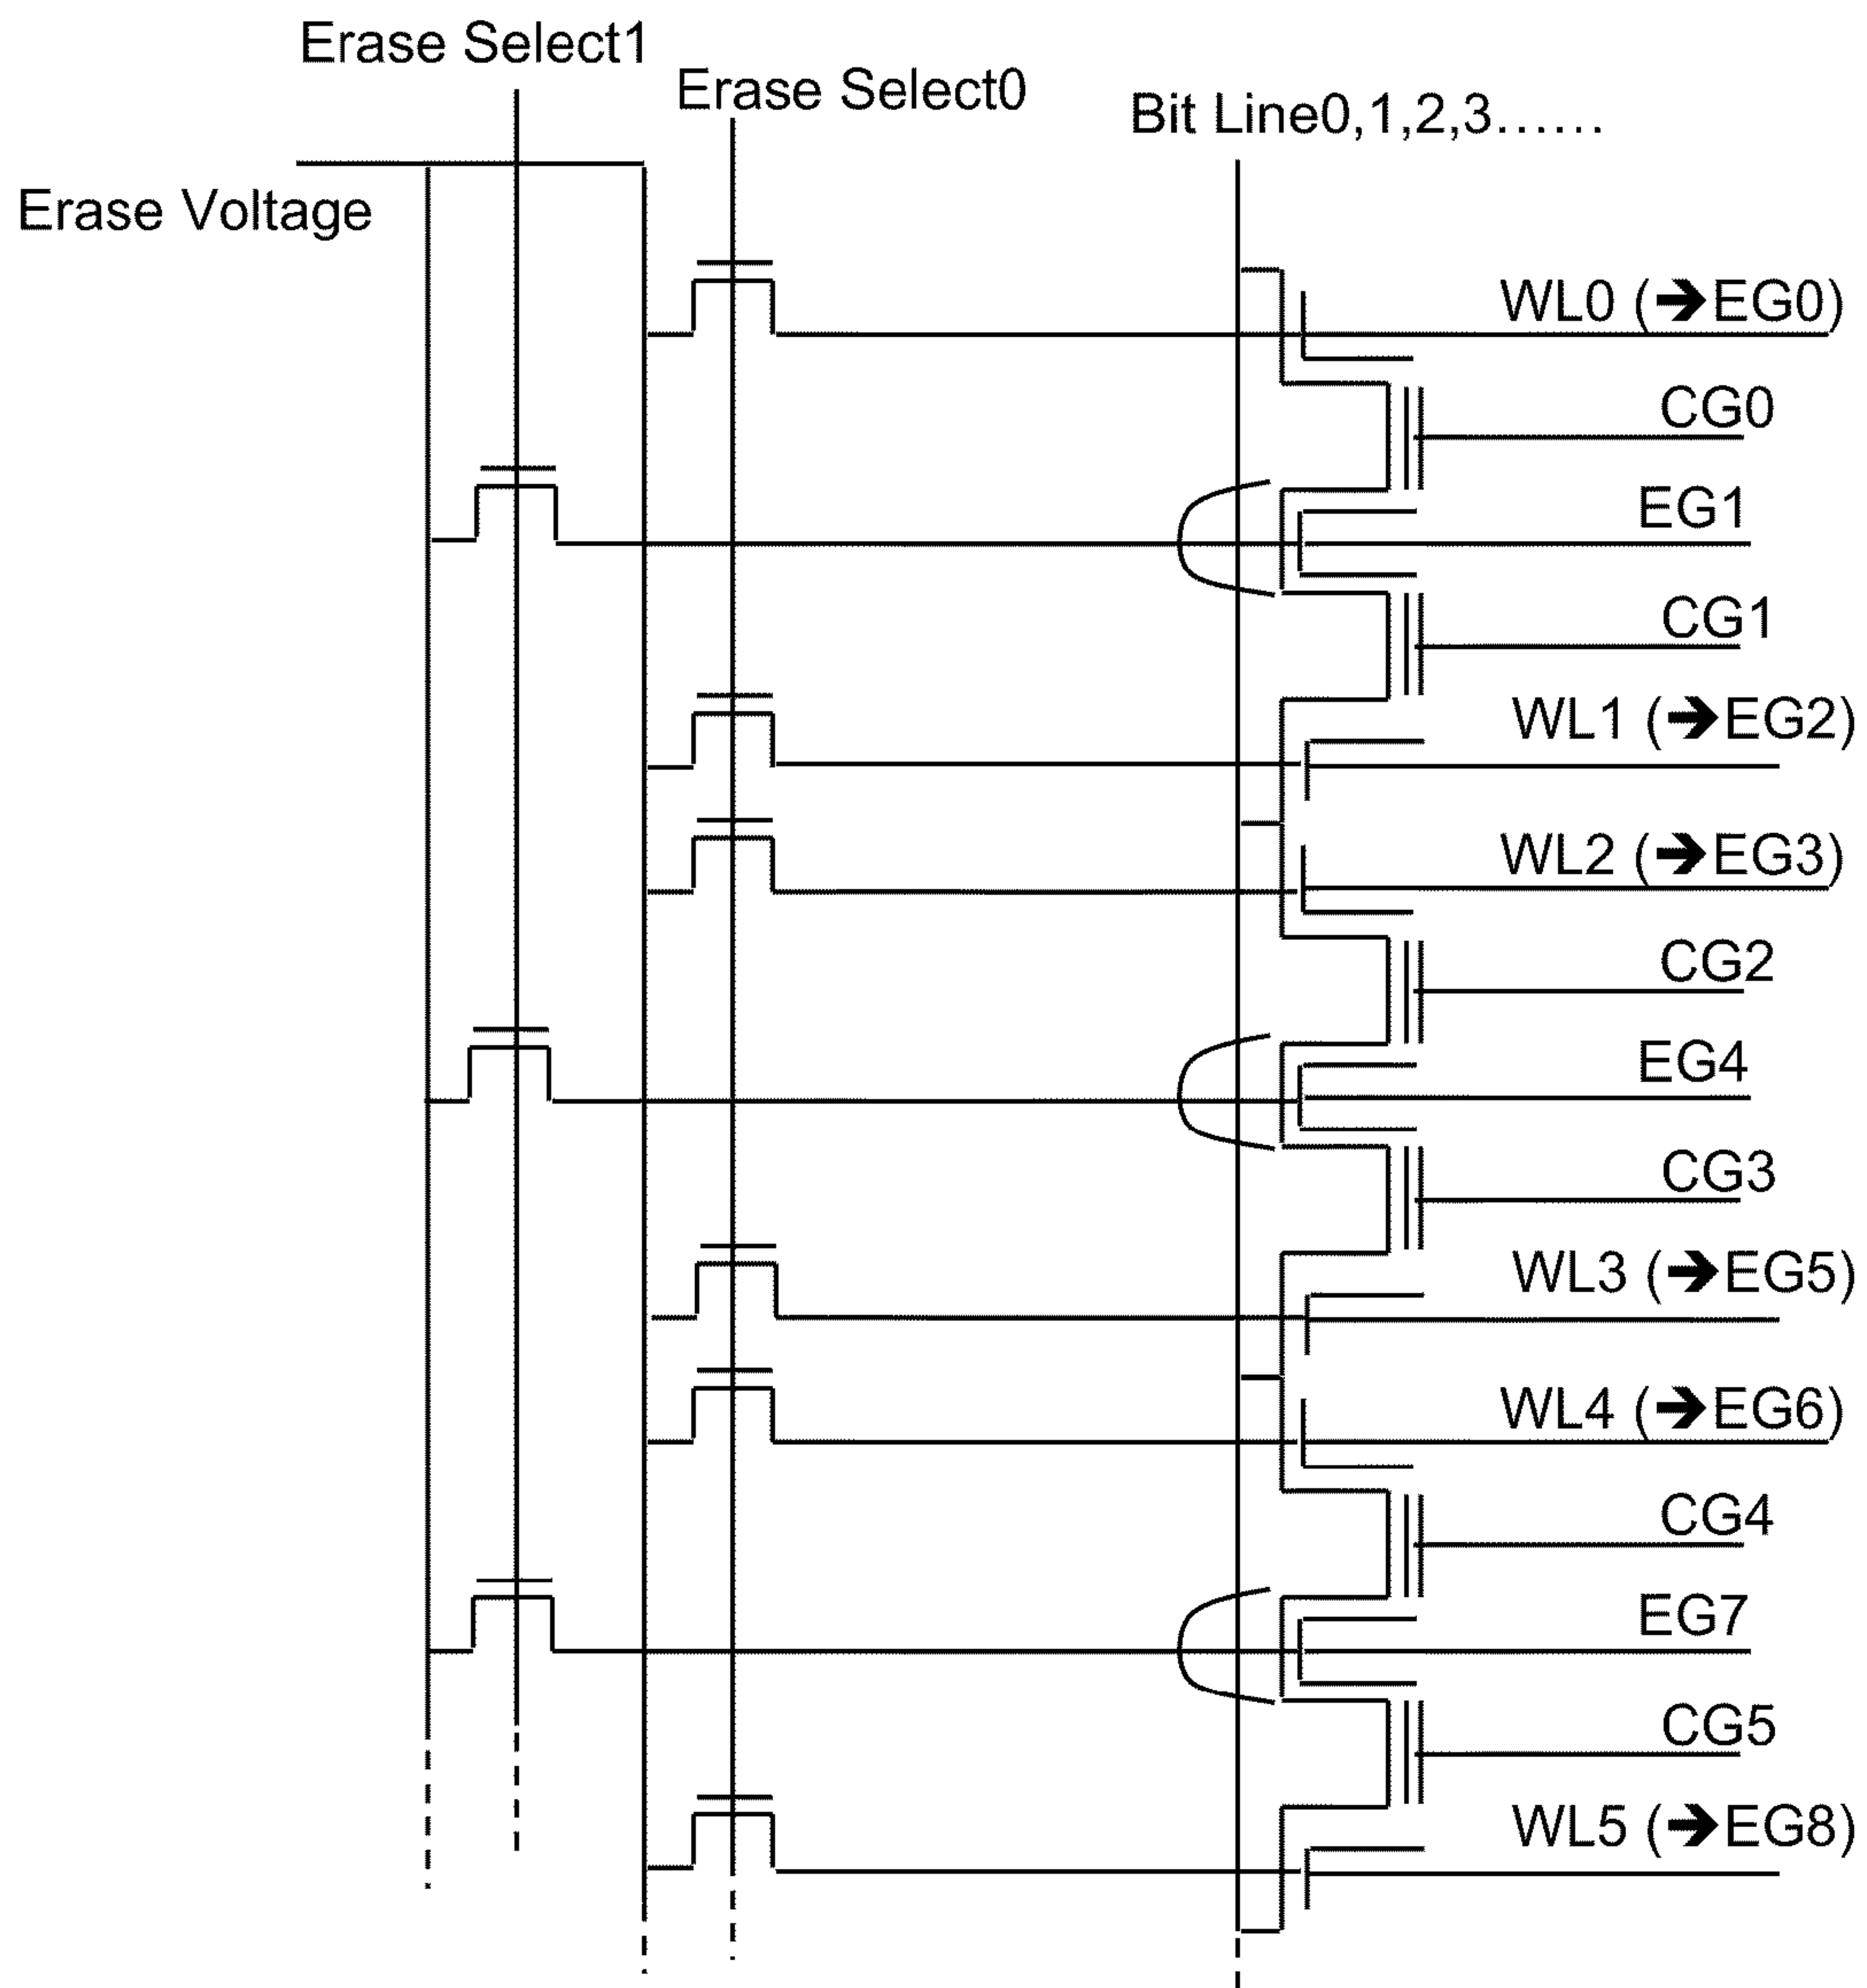 Erase Select1
Erase Select0
Bit Line0,1,2,3......
Erase Voltage
WL0 (➔EG0)
CG0
EG1
CG1
WL1 (➔EG2)
WL2 (➔EG3)
CG2
EG4
CG3
WL3 (➔EG5)
WL4 (➔EG6)
CG4
EG7
CG5
WL5 (➔EG8)